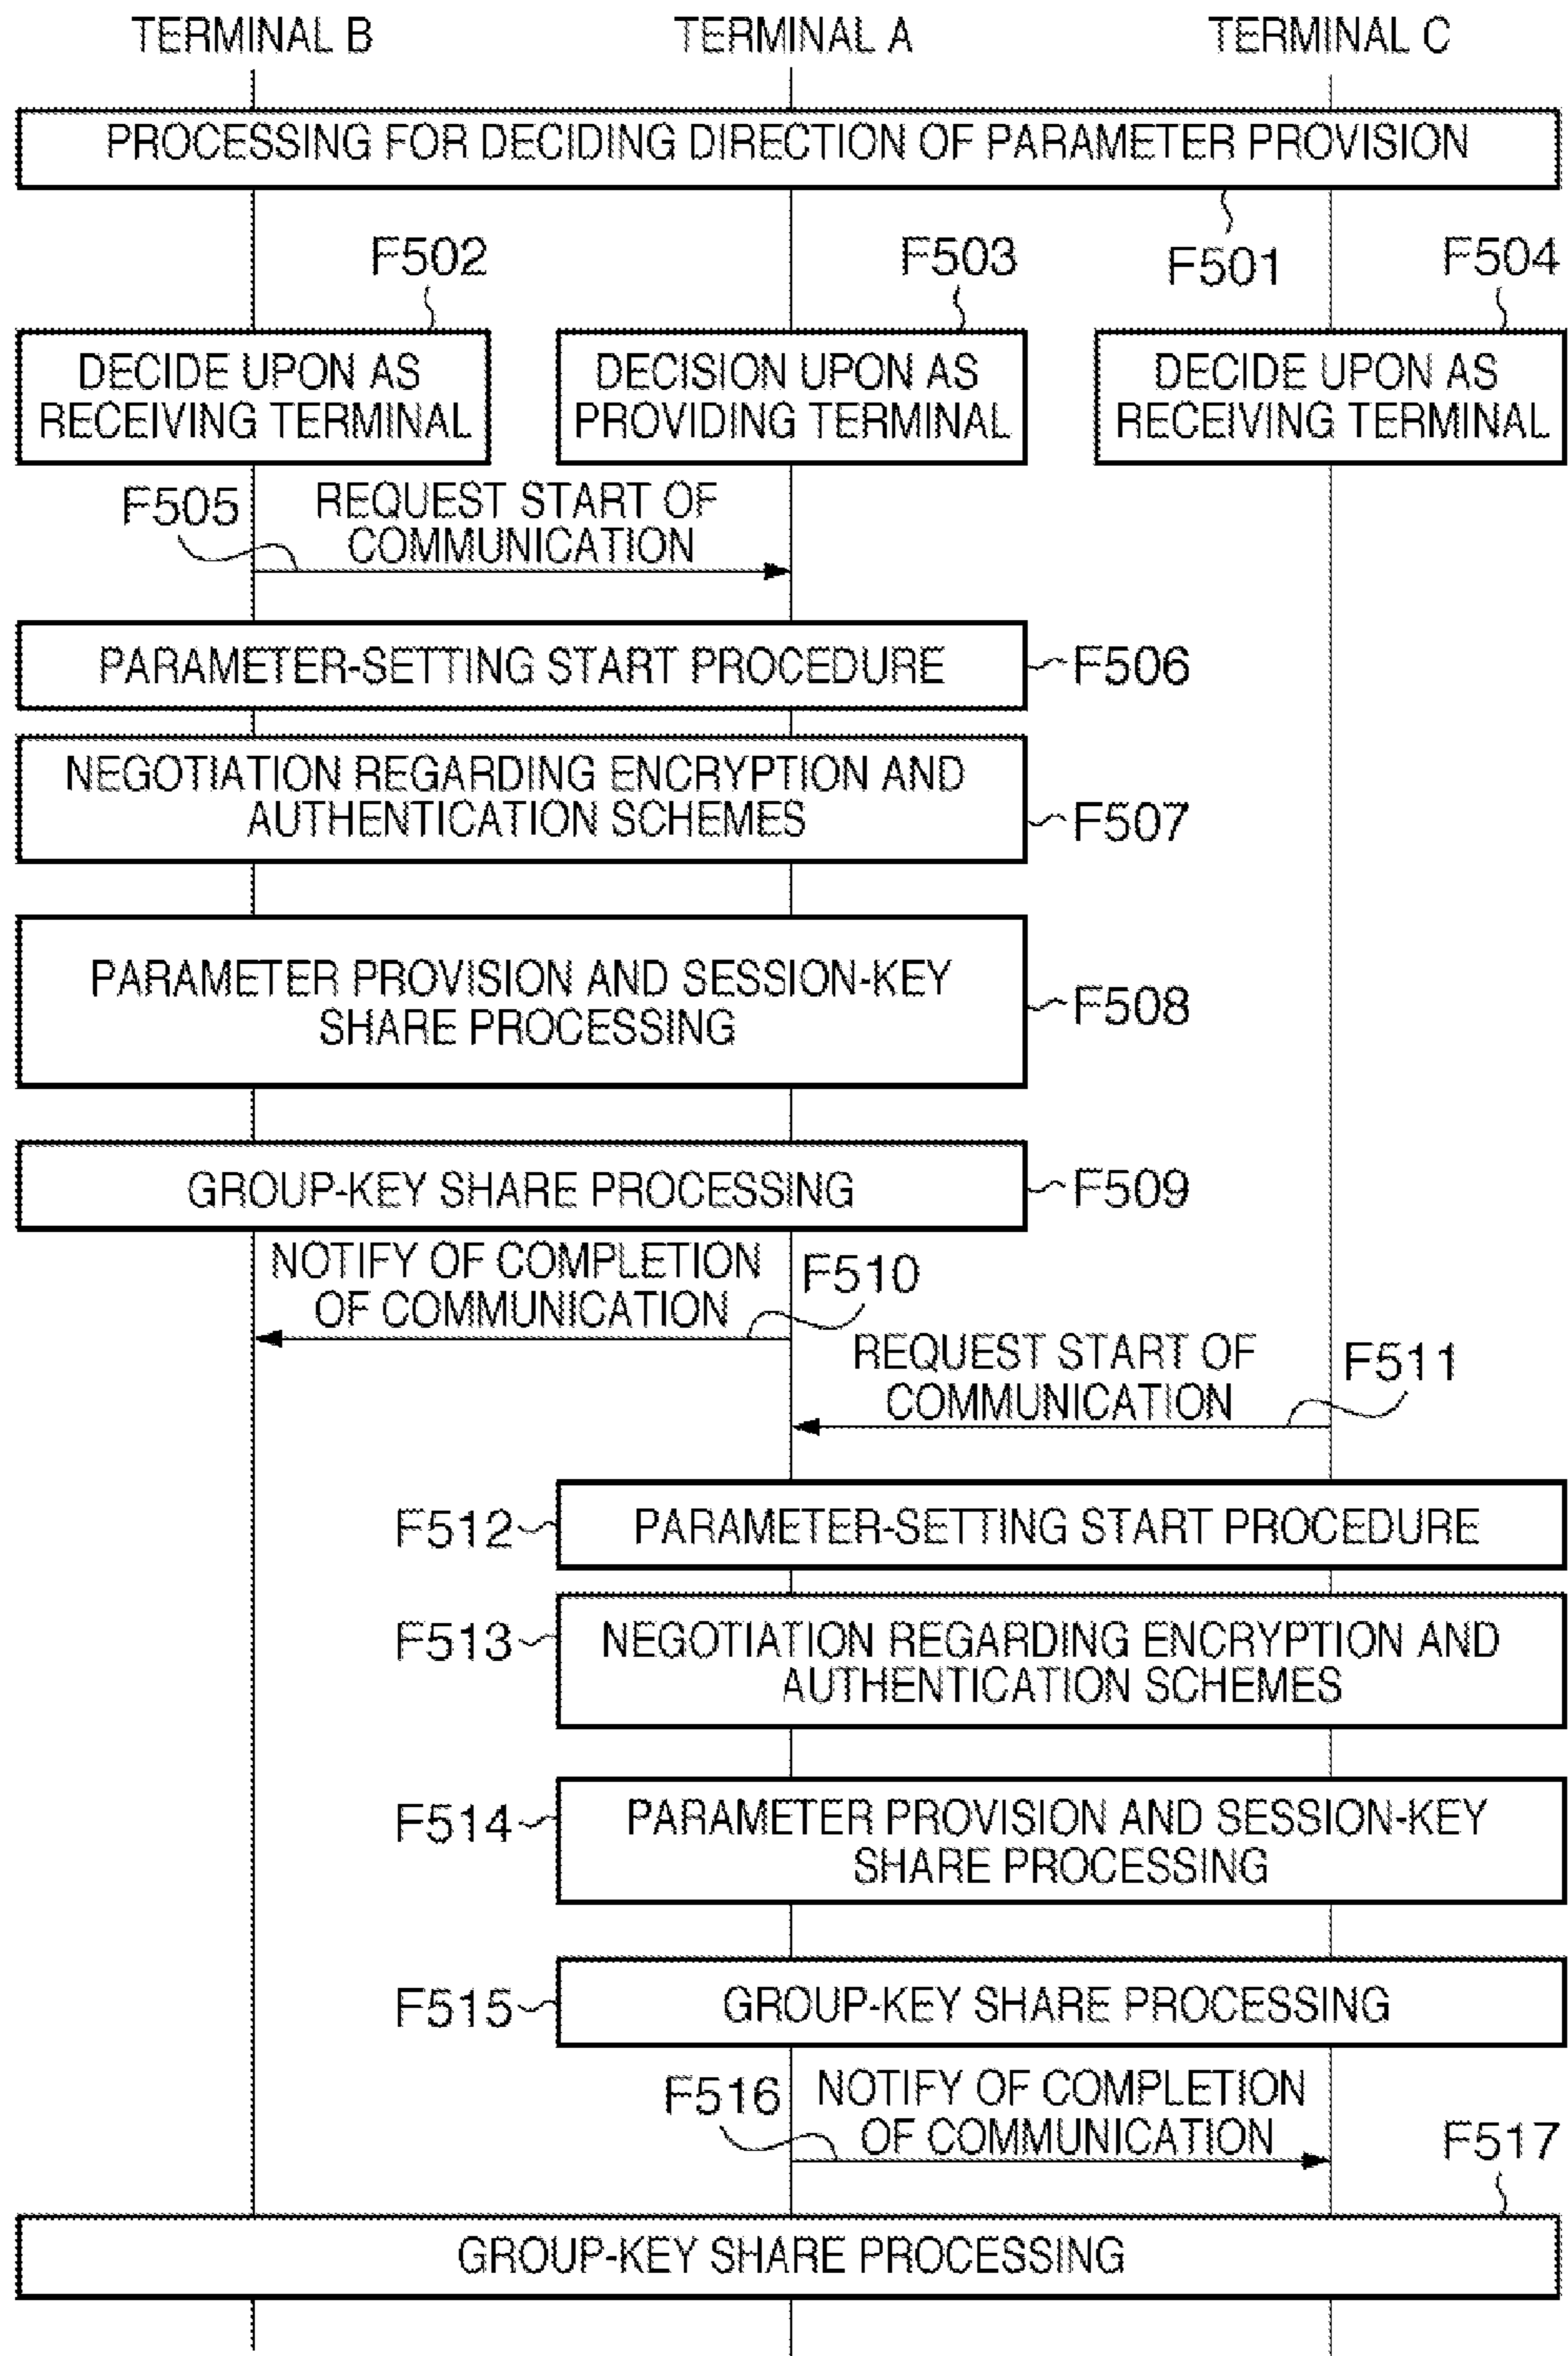 TERMINAL B TERMINAL A TERMINAL C
PROCESSING FOR DECIDING DIRECTION OF PARAMETER PROVISION
F501
F502 F503 F504
DECIDE UPON AS
RECEIVING TERMINAL
DECISION UPON AS
PROVIDING TERMINAL
DECIDE UPON AS
RECEIVING TERMINAL
F505
REQUEST START OF
COMMUNICATION
PARAMETER-SETTING START PROCEDURE
F506
NEGOTIATION REGARDING ENCRYPTION AND
AUTHENTICATION SCHEMES
F507
PARAMETER PROVISION AND SESSION-KEY
SHARE PROCESSING
F508
GROUP-KEY SHARE PROCESSING
F509
NOTIFY OF COMPLETION
OF COMMUNICATION
F510
REQUEST START OF
COMMUNICATION
F511
F512
PARAMETER-SETTING START PROCEDURE
F513
NEGOTIATION REGARDING ENCRYPTION AND
AUTHENTICATION SCHEMES
F514
PARAMETER PROVISION AND SESSION-KEY
SHARE PROCESSING
F515
GROUP-KEY SHARE PROCESSING
F516
NOTIFY OF COMPLETION
OF COMMUNICATION
F517
GROUP-KEY SHARE PROCESSING